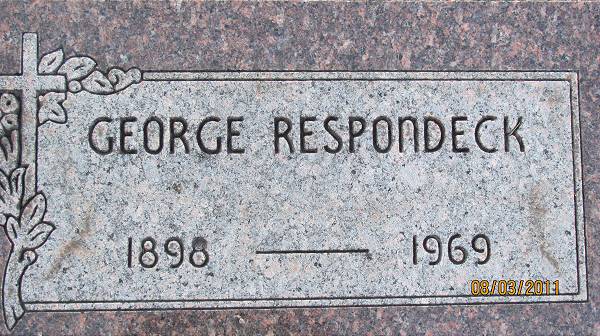 GEORGE RESPONDECK
1898 — 1969
08/03/2011